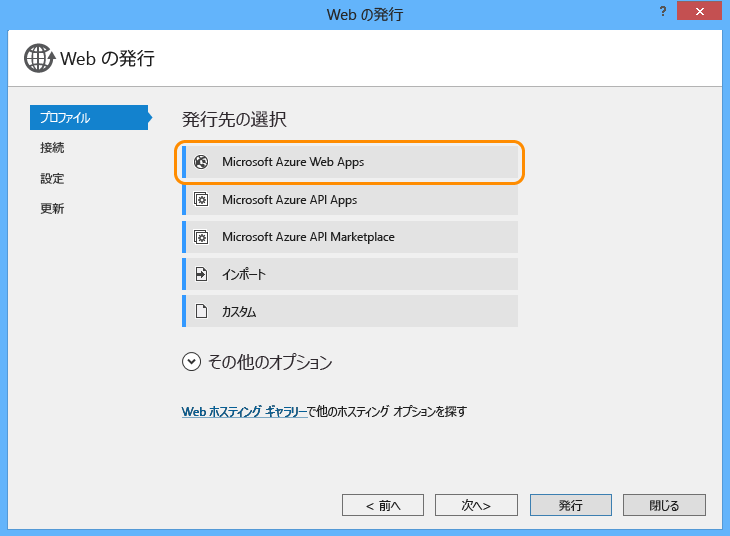 Web の発行
?
Web の発行
プロファイル
接続
設定
更新
発行先の選択
Microsoft Azure Web Apps
Microsoft Azure API Apps
Microsoft Azure API Marketplace
インポート
カスタム
その他のオプション
Web ホスティング ギャラリーで他のホスティング オプションを探す
< 前へ
次へ>
発行
閉じる